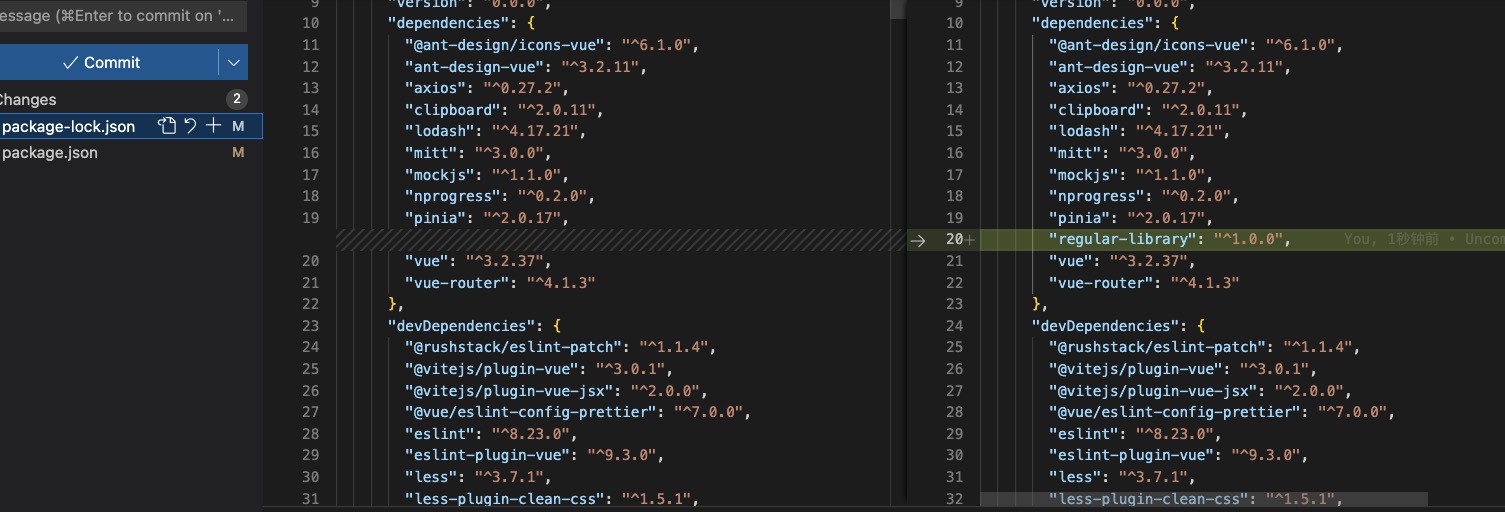 essage (⌘Enter to commit on '...
Commit
Changes
2
package-lock.json
M
package.json
M
9
"version": "0.0.0",
10
"dependencies": {
11
"@ant-design/icons-vue": "^6.1.0",
12
"ant-design-vue": "^3.2.11",
13
"axios": "^0.27.2",
14
"clipboard": "^2.0.11",
15
"lodash": "^4.17.21",
16
"mitt": "^3.0.0",
17
"mockjs": "^1.1.0",
18
"nprogress": "^0.2.0",
19
"pinia": "^2.0.17",
20
"vue": "^3.2.37",
21
"vue-router": "^4.1.3"
22
},
23
"devDependencies": {
24
"@rushstack/eslint-patch": "^1.1.4",
25
"@vitejs/plugin-vue": "^3.0.1",
26
"@vitejs/plugin-vue-jsx": "^2.0.0",
27
"@vue/eslint-config-prettier": "^7.0.0",
28
"eslint": "^8.23.0",
29
"eslint-plugin-vue": "^9.3.0",
30
"less": "^3.7.1",
31
"less-plugin-clean-css": "^1.5.1",
9
"version": "0.0.0",
10
"dependencies": {
11
"@ant-design/icons-vue": "^6.1.0",
12
"ant-design-vue": "^3.2.11",
13
"axios": "^0.27.2",
14
"clipboard": "^2.0.11",
15
"lodash": "^4.17.21",
16
"mitt": "^3.0.0",
17
"mockjs": "^1.1.0",
18
"nprogress": "^0.2.0",
19
"pinia": "^2.0.17",
20+
"regular-library": "^1.0.0", You, 1秒钟前 • Uncom
21
"vue": "^3.2.37",
22
"vue-router": "^4.1.3"
23
},
24
"devDependencies": {
25
"@rushstack/eslint-patch": "^1.1.4",
26
"@vitejs/plugin-vue": "^3.0.1",
27
"@vitejs/plugin-vue-jsx": "^2.0.0",
28
"@vue/eslint-config-prettier": "^7.0.0",
29
"eslint": "^8.23.0",
30
"eslint-plugin-vue": "^9.3.0",
31
"less": "^3.7.1",
32
"less-plugin-clean-css": "^1.5.1",